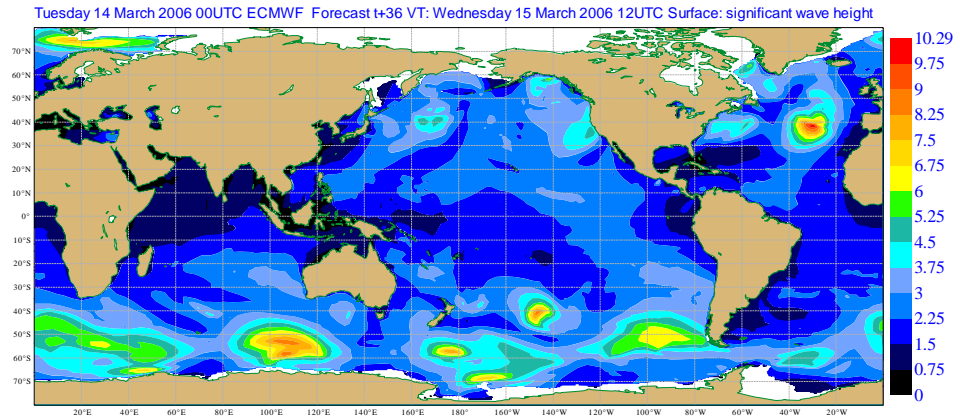 Tuesday 14 March 2006 00UTC ECMWF Forecast t+36 VT: Wednesday 15 March 2006 12UTC Surface: significant wave height
70°N
60°N
50°N
40°N
30°N
20°N
10°N
0°
10°S
20°S
30°S
40°S
50°S
60°S
70°S
20°E 40°E 60°E 80°E 100°E 120°E 140°E 160°E 180° 160°W 140°W 120°W 100°W 80°W 60°W 40°W 20°W
10.29
9.75
9
8.25
7.5
6.75
6
5.25
4.5
3.75
3
2.25
1.5
0.75
0